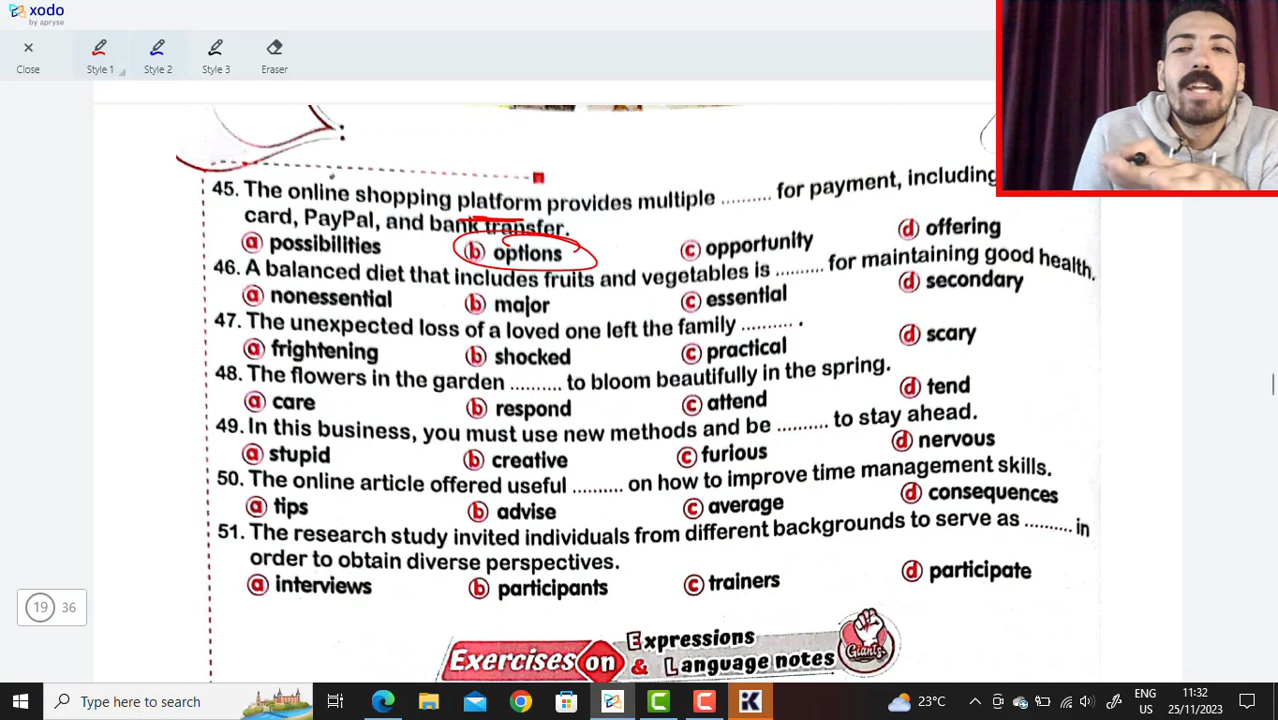 xodo
by apryse
Close
Style 1
Style 2
Style 3
Eraser
45. The online shopping platform provides multiple .......... for payment, including
card, PayPal, and bank transfer.
a possibilities b options c opportunity d offering
46. A balanced diet that includes fruits and vegetables is .......... for maintaining good health.
a nonessential b major c essential d secondary
47. The unexpected loss of a loved one left the family .......... .
a frightening b shocked c practical d scary
48. The flowers in the garden .......... to bloom beautifully in the spring.
a care b respond c attend d tend
49. In this business, you must use new methods and be .......... to stay ahead.
a stupid b creative c furious d nervous
50. The online article offered useful .......... on how to improve time management skills.
a tips b advise c average d consequences
51. The research study invited individuals from different backgrounds to serve as .......... in
order to obtain diverse perspectives.
a interviews b participants c trainers d participate
19 36
Exercises on
Expressions
& Language notes
Giants
Type here to search
23°C
ENG
11:32
25/11/2023